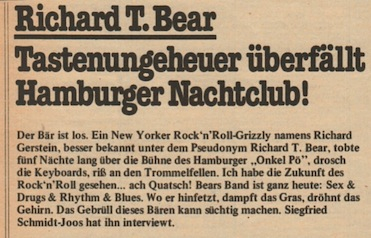 Richard T. Bear
Tastenungeheuer überfällt
Hamburger Nachtclub!
Der Bär ist los. Ein New Yorker Rock'n'Roll-Grizzly namens Richard
Gerstein, besser bekannt unter dem Pseudonym Richard T. Bear, tobte
fünf Nächte lang über die Bühne des Hamburger „Onkel Pö", drosch
die Keyboards, riß an den Trommelfellen. Ich habe die Zukunft des
Rock'n'Roll gesehen... ach Quatsch! Bears Band ist ganz heute: Sex &
Drugs & Rhythm & Blues. Wo er hinfetzt, dampft das Gras, dröhnt das
Gehirn. Das Gebrüll dieses Bären kann süchtig machen. Siegfried
Schmidt-Joos hat ihn interviewt.